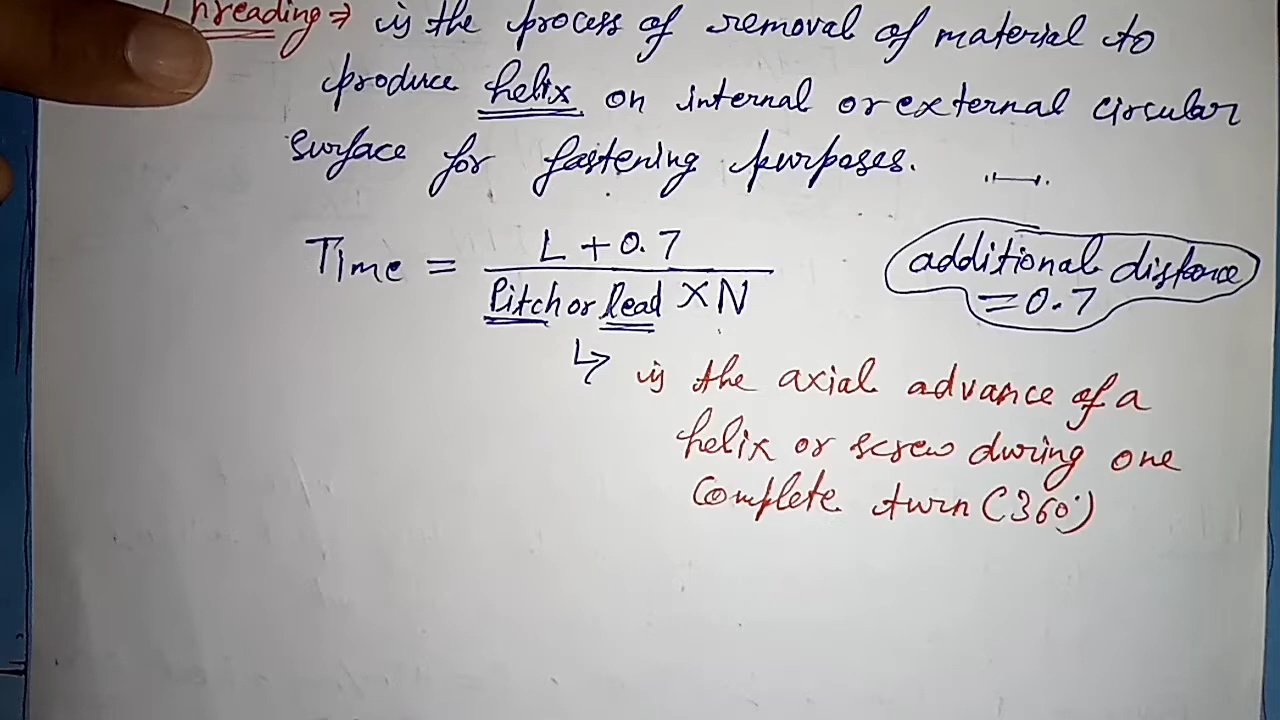 Threading ⇒ is the process of removal of material to
produce helix on internal or external circular
surface for fastening purposes.
Time = L + 0.7 / Pitch or lead × N
additional distance
= 0.7
↳ is the axial advance of a
helix or screw during one
Complete turn (360°)